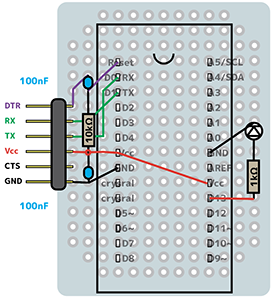 Reset
A5/SCL
100nF
D0/RX
A4/SDA
D1/TX
A3
DTR
D2
A2
RX
10kΩ
D3
A1
TX
D4
A0
Vcc
Vcc
GND
CTS
GND
AREF
GND
crystal
Vcc
1kΩ
crystal
D13
100nF
D5~
D12
D6~
D11~
D7
D10~
D8
D9~